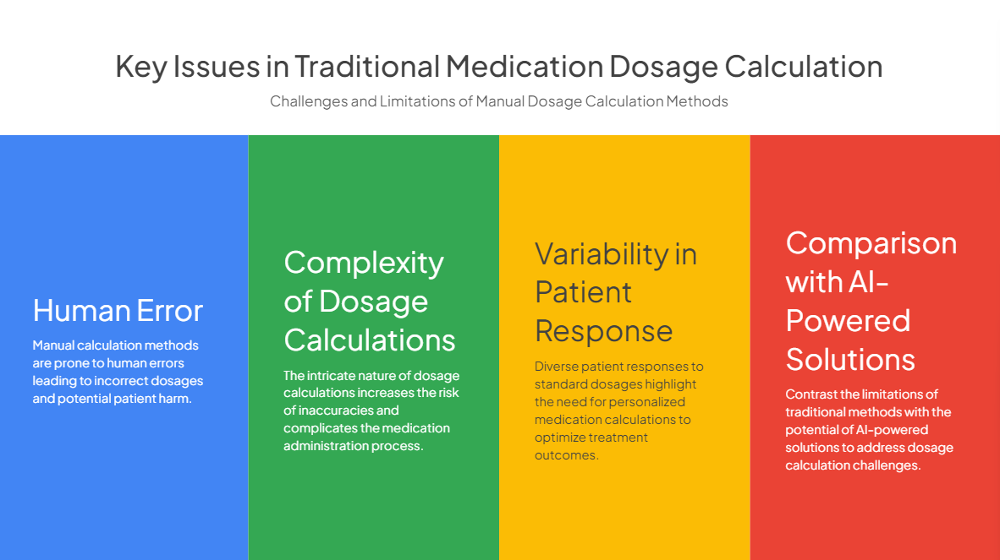 Key Issues in Traditional Medication Dosage Calculation
Challenges and Limitations of Manual Dosage Calculation Methods
Human Error
Manual calculation methods
are prone to human errors
leading to incorrect dosages
and potential patient harm.
Complexity
of Dosage
Calculations
The intricate nature of dosage
calculations increases the risk
of inaccuracies and
complicates the medication
administration process.
Variability in
Patient
Response
Diverse patient responses to
standard dosages highlight
the need for personalized
medication calculations to
optimize treatment
outcomes.
Comparison
with AI-
Powered
Solutions
Contrast the limitations of
traditional methods with the
potential of AI-powered
solutions to address dosage
calculation challenges.